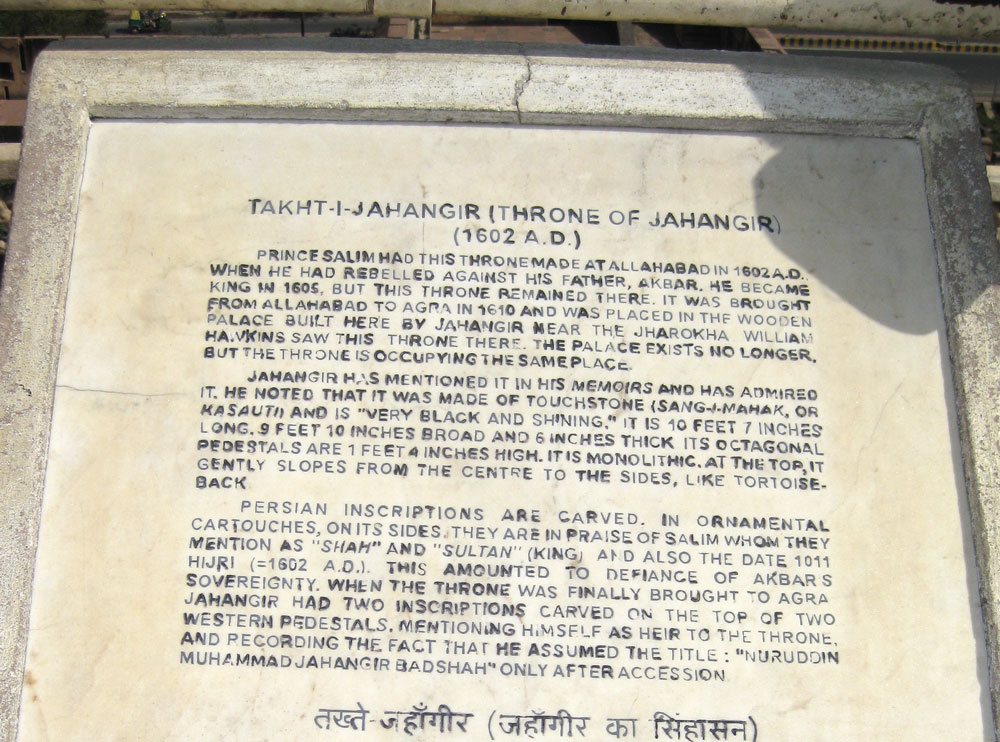 TAKHT-I-JAHANGIR (THRONE OF JAHANGIR)
(1602 A.D.)
PRINCE SALIM HAD THIS THRONE MADE AT ALLAHABAD IN 1602 A.D.,
WHEN HE HAD REBELLED AGAINST HIS FATHER, AKBAR. HE BECAME
KING IN 1605, BUT THIS THRONE REMAINED THERE. IT WAS BROUGHT
FROM ALLAHABAD TO AGRA IN 1610 AND WAS PLACED IN THE WOODEN
PALACE BUILT HERE BY JAHANGIR NEAR THE JHAROKHA WILLIAM
HAWKINS SAW THIS THRONE THERE. THE PALACE EXISTS NO LONGER,
BUT THE THRONE IS OCCUPYING THE SAME PLACE.
JAHANGIR HAS MENTIONED IT IN HIS MEMOIRS AND HAS ADMIRED
IT. HE NOTED THAT IT WAS MADE OF TOUCHSTONE (SANG-I-MAHAK, OR
KASAUTII AND IS "VERY BLACK AND SHINING." IT IS 10 FEET 7 INCHES
LONG. 9 FEET 10 INCHES BROAD AND 6 INCHES THICK ITS OCTAGONAL
PEDESTALS ARE 1 FEET 4 INCHES HIGH. IT IS MONOLITHIC. AT THE TOP, IT
GENTLY SLOPES FROM THE CENTRE TO THE SIDES, LIKE TORTOISE-
BACK
PERSIAN INSCRIPTIONS ARE CARVED. IN ORNAMENTAL
CARTOUCHES, ON ITS SIDES. THEY ARE IN PRAISE OF SALIM WHOM THEY
MENTION AS "SHAH" AND "SULTAN" (KING) AND ALSO THE DATE 1011
HIJRI (=1602 A.D.). THIS AMOUNTED TO DEFIANCE OF AKBAR'S
SOVEREIGNTY. WHEN THE THRONE WAS FINALLY BROUGHT TO AGRA
JAHANGIR HAD TWO INSCRIPTIONS CARVED ON THE TOP OF TWO
WESTERN PEDESTALS, MENTIONING HIMSELF AS HEIR TO THE THRONE,
AND RECORDING THE FACT THAT HE ASSUMED THE TITLE : "NURUDDIN
MUHAMMAD JAHANGIR BADSHAH" ONLY AFTER ACCESSION
तख्ते-जहाँगीर (जहाँगीर का सिंहासन)